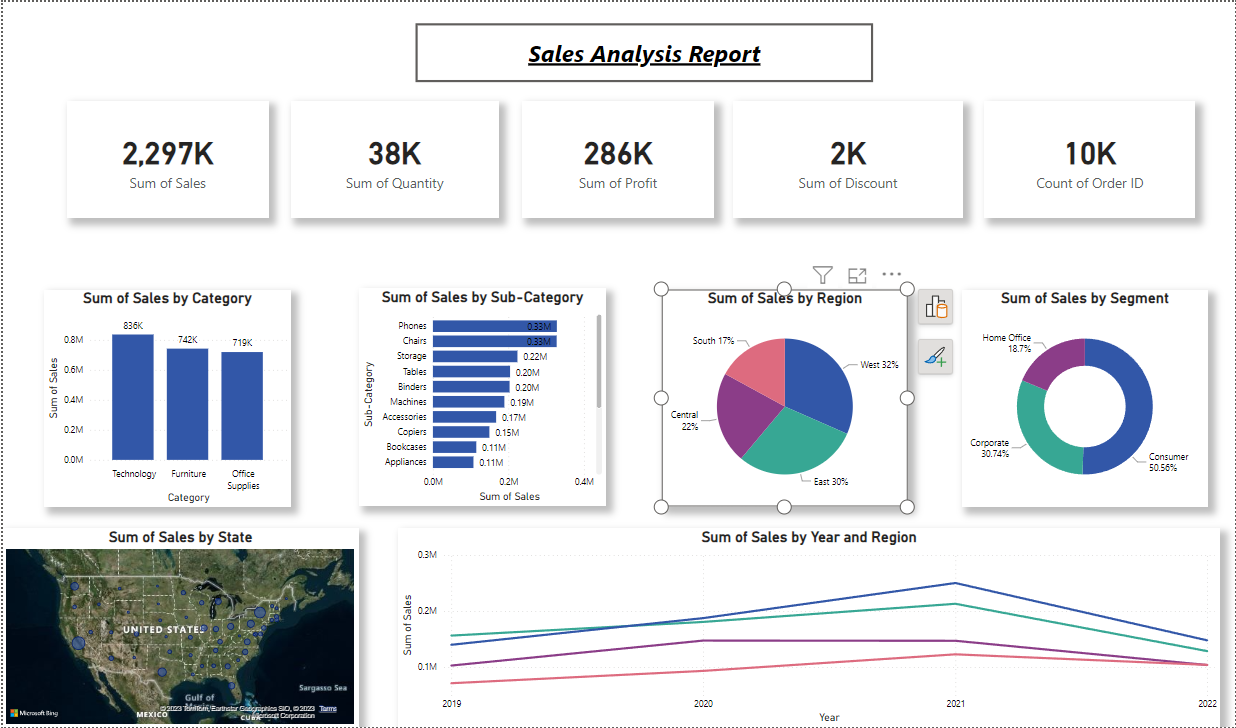 Sales Analysis Report
2,297K
Sum of Sales
38K
Sum of Quantity
286K
Sum of Profit
2K
Sum of Discount
10K
Count of Order ID
Sum of Sales by Category
Sum of Sales
0.8M
0.6M
0.4M
0.2M
0.0M
836K
742K
719K
Technology
Furniture
Office
Supplies
Category
Sum of Sales by Sub-Category
Sub-Category
Phones 0.33M
Chairs 0.33M
Storage 0.22M
Tables 0.20M
Binders 0.20M
Machines 0.19M
Accessories 0.17M
Copiers 0.15M
Bookcases 0.11M
Appliances 0.11M
0.0M 0.2M 0.4M
Sum of Sales
Sum of Sales by Region
South 17%
West 32%
Central
22%
East 30%
Sum of Sales by Segment
Home Office
18.7%
Corporate
30.74%
Consumer
50.56%
Sum of Sales by State
UNITED STATES
Gulf of
Mexico
Sargasso Sea
MEXICO
CUBA
Microsoft Bing
© 2023 TomTom, Earthstar Geographics SIO, © 2023 Microsoft Corporation
Terms
Sum of Sales by Year and Region
Sum of Sales
0.3M
0.2M
0.1M
2019 2020 2021 2022
Year